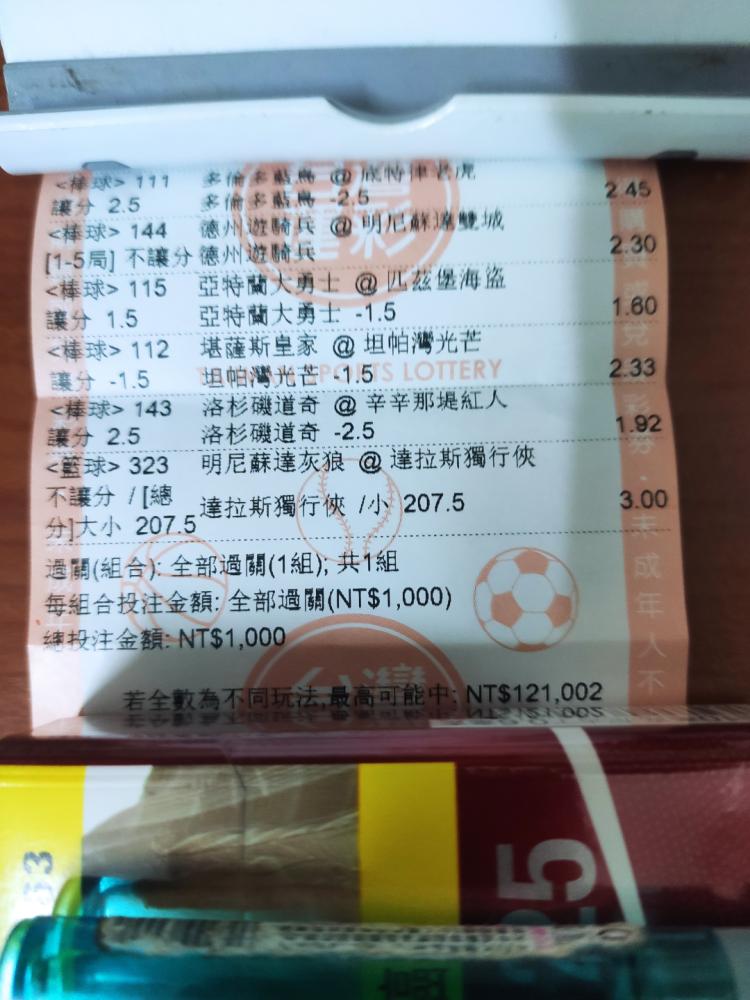 <棒球> 111 多倫多藍鳥 @ 底特律老虎
讓分 2.5 多倫多藍鳥 -2.5 2.45
<棒球> 144 德州遊騎兵 @ 明尼蘇達雙城
[1-5局] 不讓分 德州遊騎兵 2.30
<棒球> 115 亞特蘭大勇士 @ 匹茲堡海盜
讓分 1.5 亞特蘭大勇士 -1.5 1.60
<棒球> 112 堪薩斯皇家 @ 坦帕灣光芒
讓分 -1.5 坦帕灣光芒 -1.5 2.33
<棒球> 143 洛杉磯道奇 @ 辛辛那堤紅人
讓分 2.5 洛杉磯道奇 -2.5 1.92
<籃球> 323 明尼蘇達灰狼 @ 達拉斯獨行俠
不讓分 / [總
分]大小 207.5 達拉斯獨行俠 /小 207.5 3.00
過關(組合): 全部過關(1組); 共1組
每組合投注金額: 全部過關(NT$1,000)
總投注金額: NT$1,000
若全數為不同玩法,最高可能中: NT$121,002
SPORTS LOTTERY
台灣
未成年人不
63
25